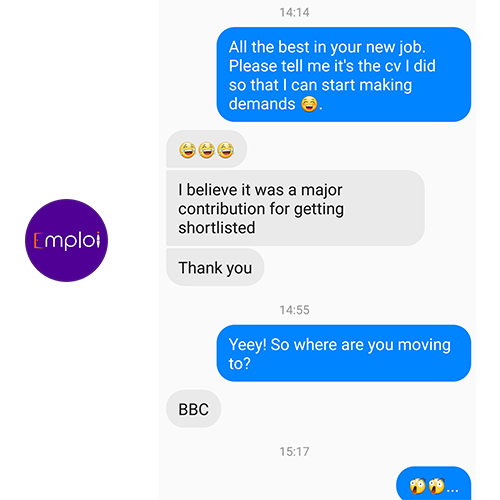 14:14
All the best in your new job.
Please tell me it's the cv I did
so that I can start making
demands 😂.
😂😂😂
I believe it was a major
contribution for getting
shortlisted
Thank you
Emploi
14:55
Yeey! So where are you moving
to?
BBC
15:17
😲😲...